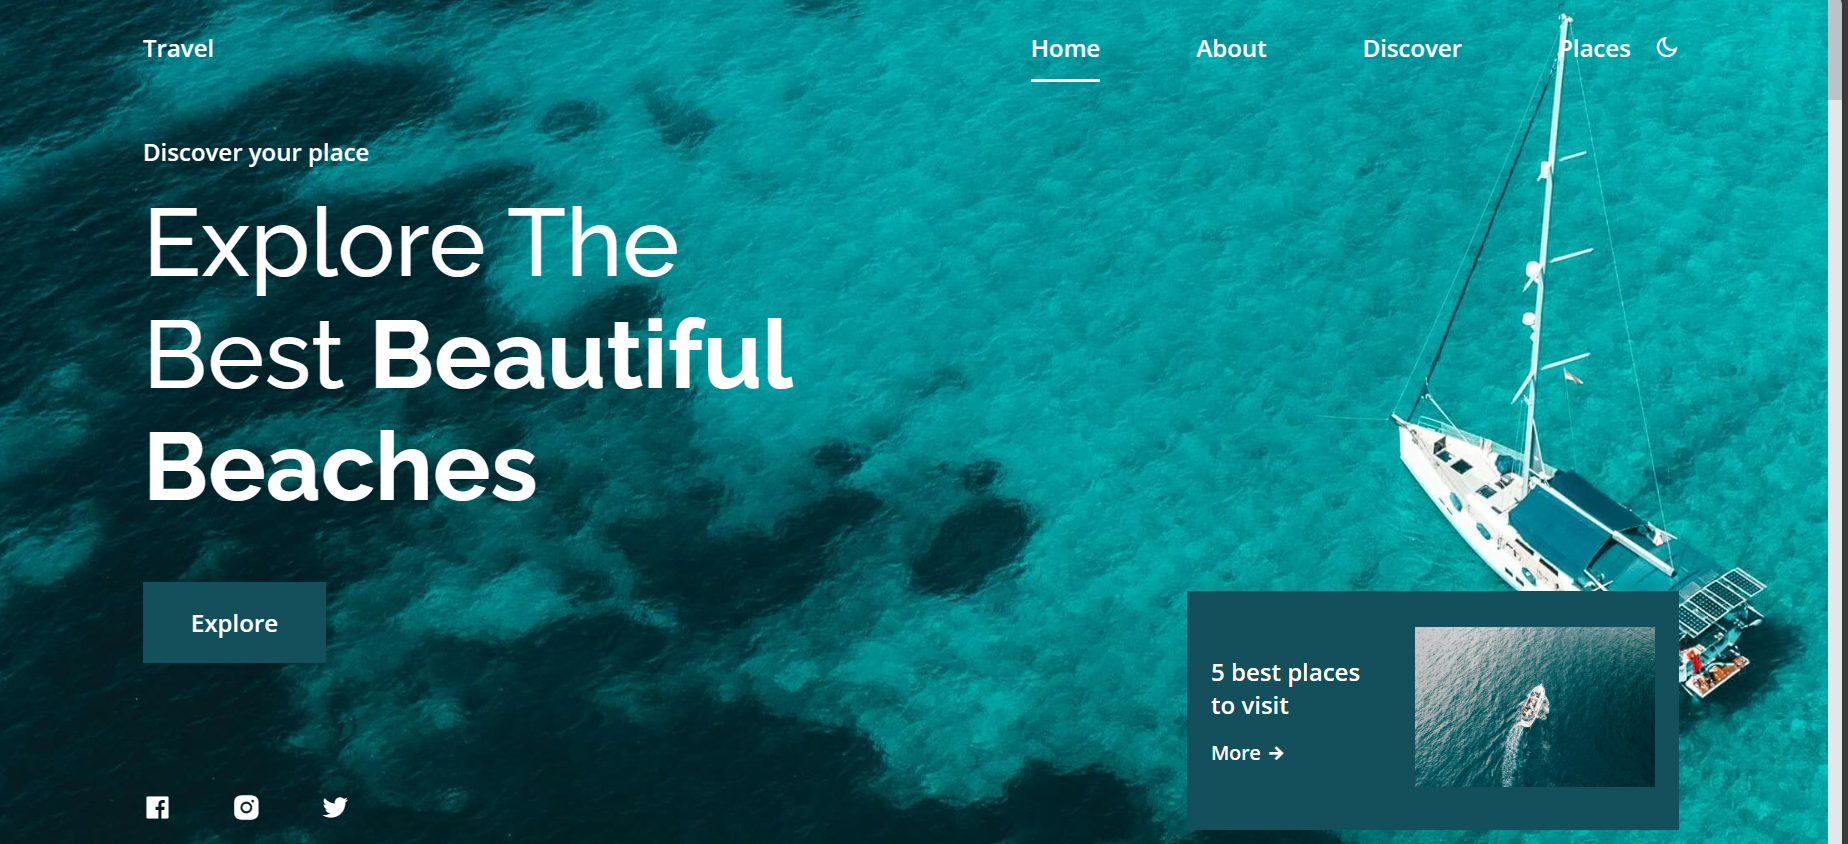 Travel
Home
About
Discover
Places
Discover your place
Explore The
Best Beautiful
Beaches
Explore
5 best places
to visit
More →